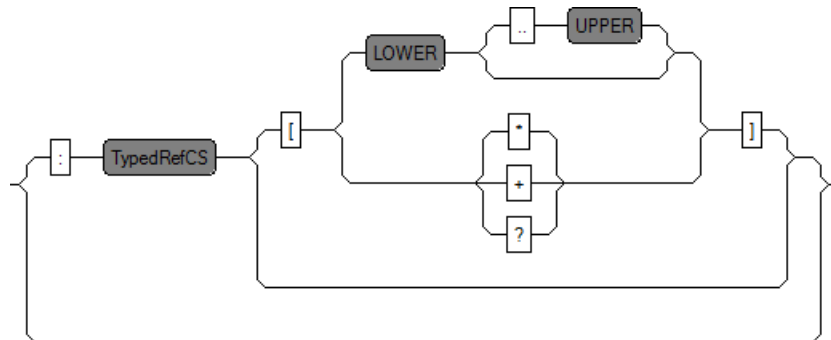 .. UPPER
LOWER
[ * ]
: TypedRefCS
+
?